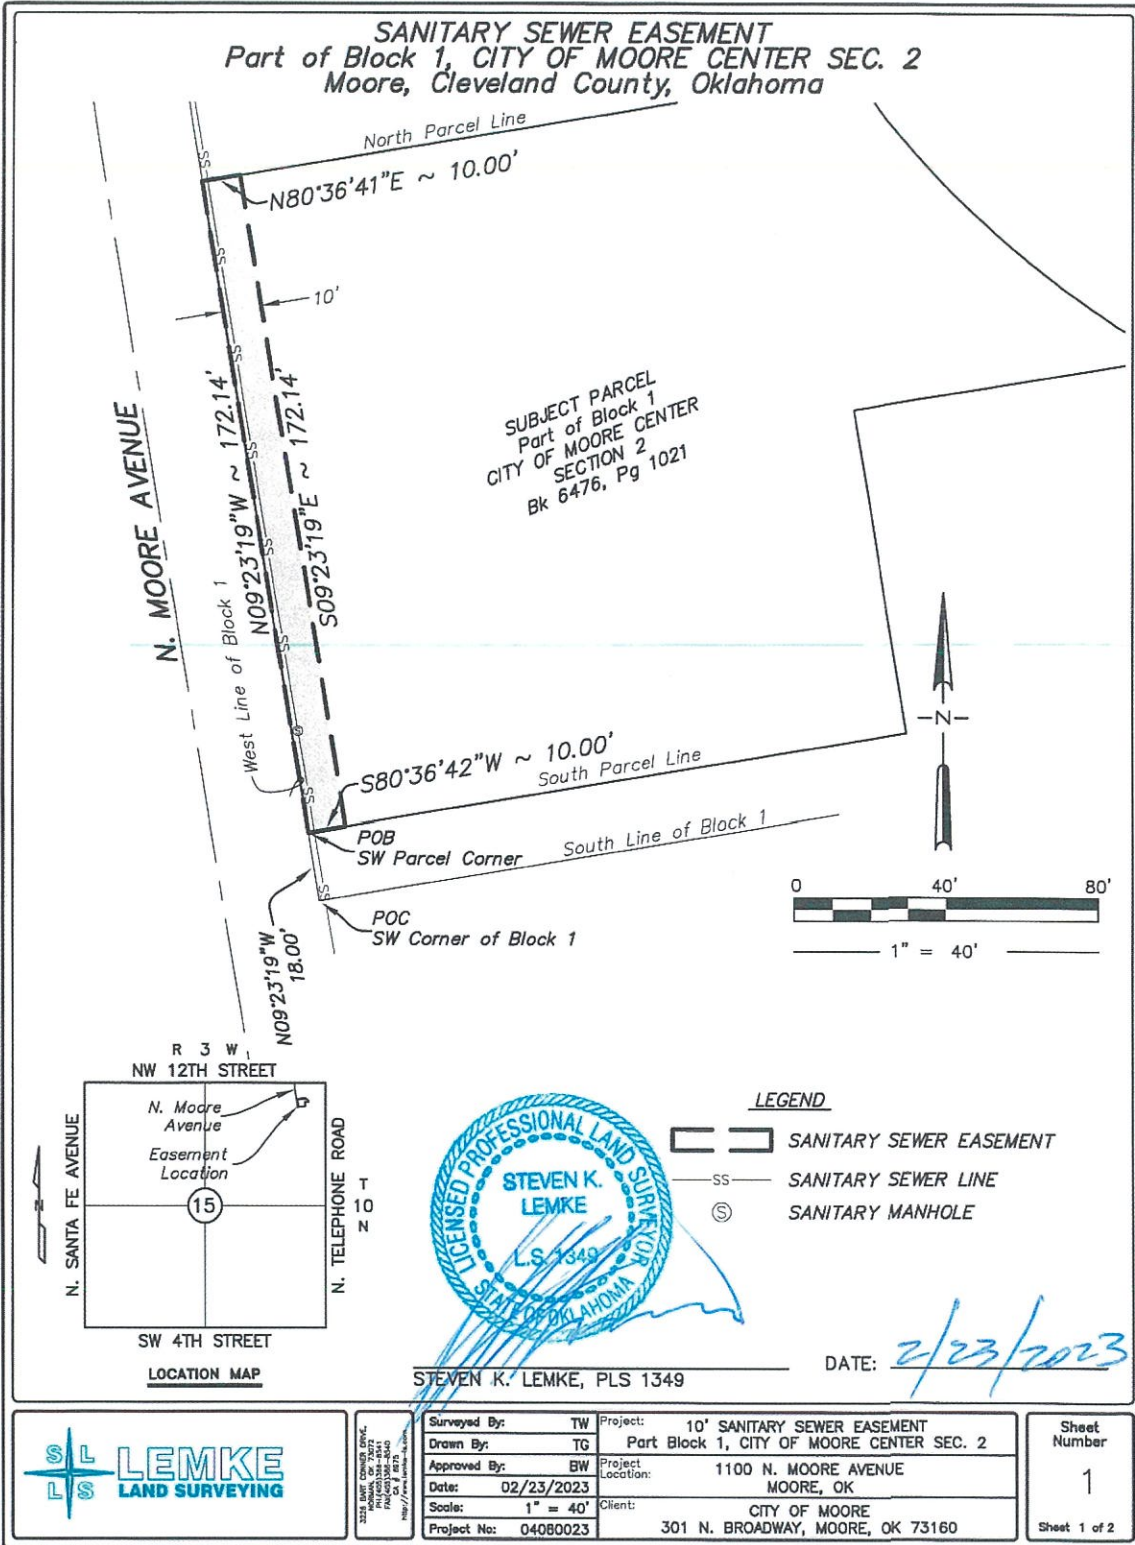 SANITARY SEWER EASEMENT
Part of Block 1, CITY OF MOORE CENTER SEC. 2
Moore, Cleveland County, Oklahoma
North Parcel Line
SS
N80°36'41"E ~ 10.00'
SS
10'
SS
N. MOORE AVENUE
N09°23'19"W ~ 172.14'
S09°23'19"E ~ 172.14'
SS
SS
SS
West Line of Block 1
SUBJECT PARCEL
Part of Block 1
CITY OF MOORE CENTER
SECTION 2
Bk 6476, Pg 1021
N
S
SS
S80°36'42"W ~ 10.00'
South Parcel Line
POB
SW Parcel Corner
South Line of Block 1
SS
POC
SW Corner of Block 1
N09°23'19"W
18.00'
0 40' 80'
1" = 40'
R 3 W
NW 12TH STREET
N. Moore
Avenue
Easement
Location
15
N. SANTA FE AVENUE
N. TELEPHONE ROAD
T
10
N
N
SW 4TH STREET
LOCATION MAP
LICENSED PROFESSIONAL LAND SURVEYOR
STEVEN K.
LEMKE
L.S. 1349
STATE OF OKLAHOMA
LEGEND
SANITARY SEWER EASEMENT
SS SANITARY SEWER LINE
S SANITARY MANHOLE
STEVEN K. LEMKE, PLS 1349
DATE: 2/23/2023
S L
L S
LEMKE
LAND SURVEYING
Surveyed By: TW
Drawn By: TG
Approved By: BW
Date: 02/23/2023
Scale: 1" = 40'
Project No: 04080023
Project: 10' SANITARY SEWER EASEMENT
Part Block 1, CITY OF MOORE CENTER SEC. 2
Project
Location: 1100 N. MOORE AVENUE
MOORE, OK
Client: CITY OF MOORE
301 N. BROADWAY, MOORE, OK 73160
Sheet
Number
1
Sheet 1 of 2